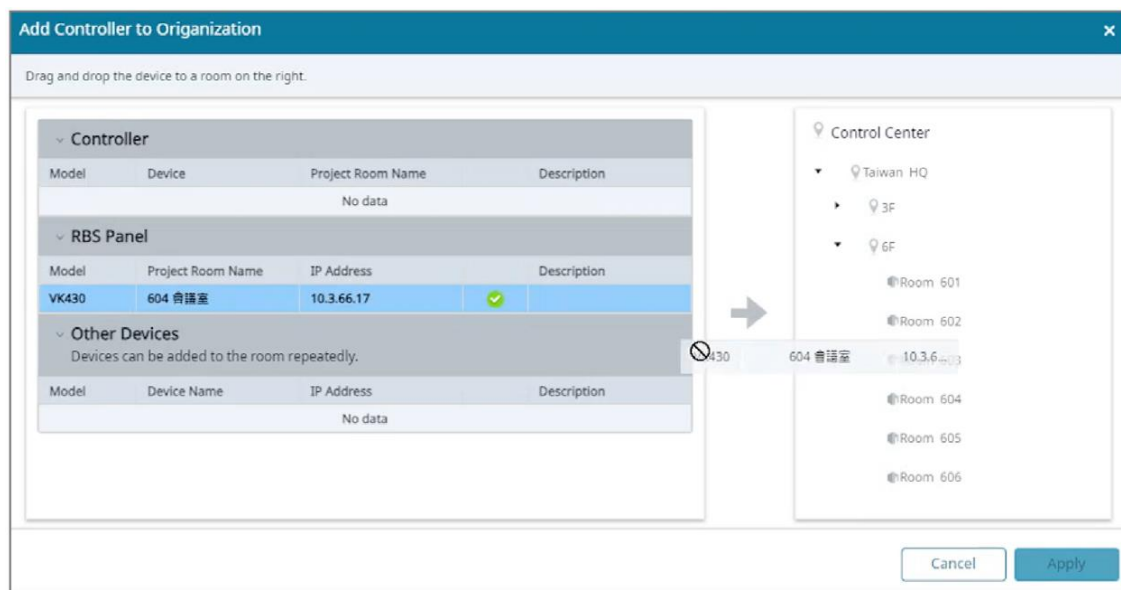 Add Controller to Origanization
Drag and drop the device to a room on the right.
Controller
Model Device Project Room Name Description
No data
RBS Panel
Model Project Room Name IP Address Description
VK430 604 會議室 10.3.66.17
Other Devices
Devices can be added to the room repeatedly.
Model Device Name IP Address Description
No data
Control Center
Taiwan HQ
3F
6F
Room 601
Room 602
430 604 會議室 10.3.6...
Room 604
Room 605
Room 606
Cancel Apply